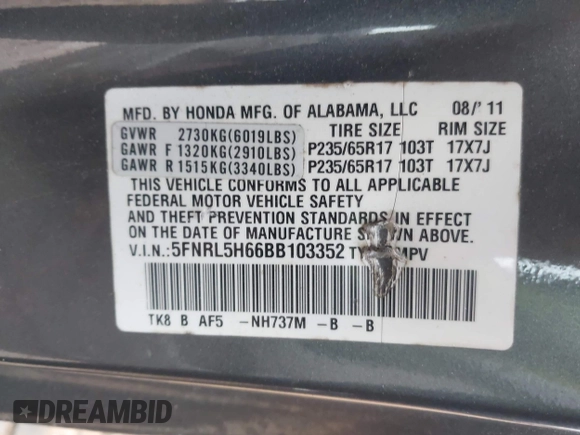 MFD. BY HONDA MFG. OF ALABAMA, LLC 08/'11
GVWR 2730KG(6019LBS) TIRE SIZE RIM SIZE
GAWR F 1320KG(2910LBS) P235/65R17 103T 17X7J
GAWR R 1515KG(3340LBS) P235/65R17 103T 17X7J
THIS VEHICLE CONFORMS TO ALL APPLICABLE
FEDERAL MOTOR VEHICLE SAFETY
AND THEFT PREVENTION STANDARDS IN EFFECT
ON THE DATE OF MANUFACTURE SHOWN ABOVE.
V.I.N.: 5FNRL5H66BB103352 MPV
TK8 B AF5 -NH737M -B -B
DREAMBID